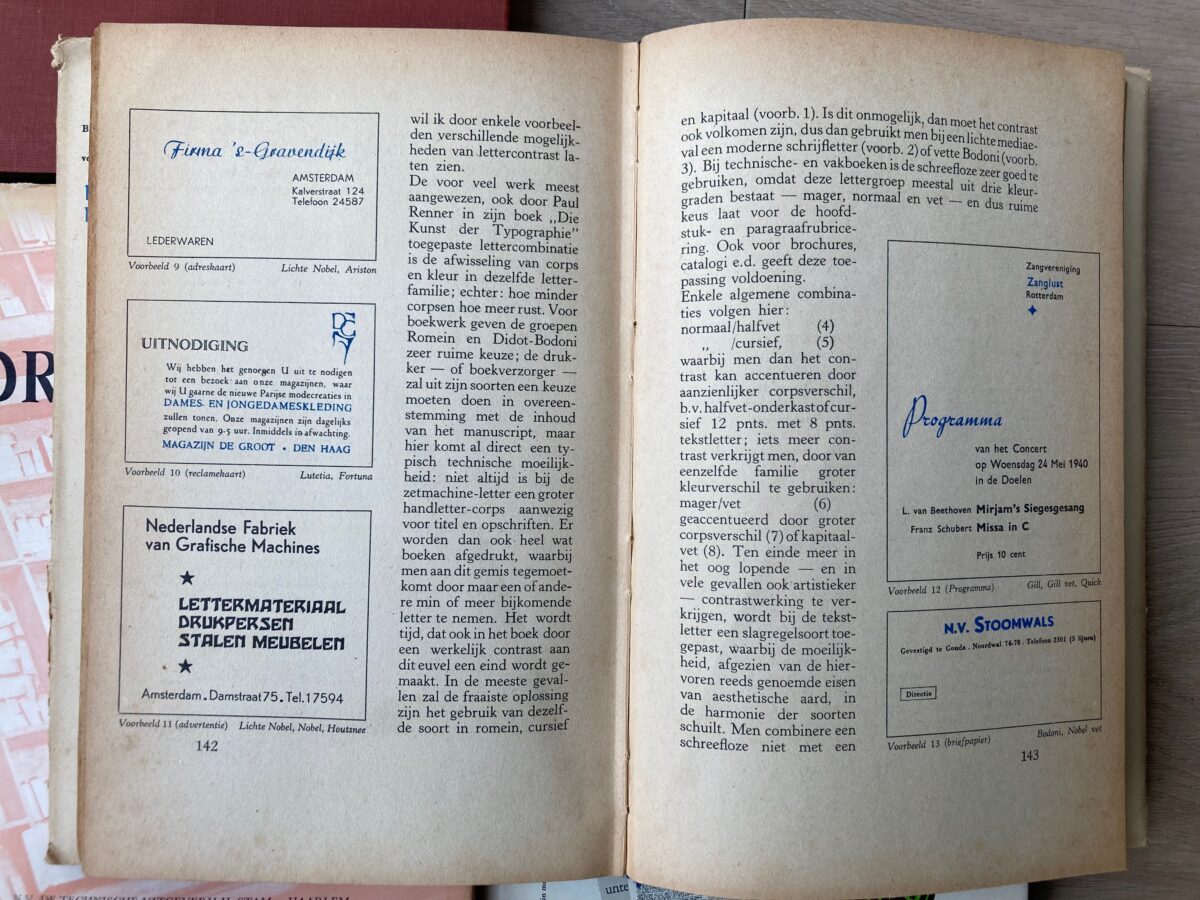 Firma 's-Gravendijk
AMSTERDAM
Kalverstraat 124
Telefoon 24587
LEDERWAREN
Voorbeeld 9 (adreskaart) Lichte Nobel, Ariston
UITNODIGING
Wij hebben het genoegen U uit te nodigen
tot een bezoek aan onze magazijnen, waar
wij U gaarne de nieuwe Parijse modecreaties in
DAMES- EN JONGEDAMESKLEDING
zullen tonen. Onze magazijnen zijn dagelijks
geopend van 9-5 uur. Inmiddels in afwachting.
MAGAZIJN DE GROOT • DEN HAAG
Voorbeeld 10 (reclamekaart) Lutetia, Fortuna
Nederlandse Fabriek
van Grafische Machines
LETTERMATERIAAL
DRUKPERSEN
STALEN MEUBELEN
Amsterdam. Damstraat 75. Tel. 17594
Voorbeeld 11 (advertentie) Lichte Nobel, Nobel, Houtsnee
142
wil ik door enkele voorbeel-
den verschillende mogelijk-
heden van lettercontrast la-
ten zien.
De voor veel werk meest
aangewezen, ook door Paul
Renner in zijn boek „Die
Kunst der Typographie"
toegepaste lettercombinatie
is de afwisseling van corps
en kleur in dezelfde letter-
familie; echter: hoe minder
corpsen hoe meer rust. Voor
boekwerk geven de groepen
Romein en Didot-Bodoni
zeer ruime keuze; de druk-
ker — of boekverzorger —
zal uit zijn soorten een keuze
moeten doen in overeen-
stemming met de inhoud
van het manuscript, maar
hier komt al direct een ty-
pisch technische moeilijk-
heid: niet altijd is bij de
zetmachine-letter een groter
handletter-corps aanwezig
voor titel en opschriften. Er
worden dan ook heel wat
boeken afgedrukt, waarbij
men aan dit gemis tegemoet-
komt door maar een of ande-
re min of meer bijkomende
letter te nemen. Het wordt
tijd, dat ook in het boek door
een werkelijk contrast aan
dit euvel een eind wordt ge-
maakt. In de meeste geval-
len zal de fraaiste oplossing
zijn het gebruik van dezelf-
de soort in romein, cursief
en kapitaal (voorb. 1). Is dit onmogelijk, dan moet het contrast
ook volkomen zijn, dus dan gebruikt men bij een lichte mediae-
val een moderne schrijfletter (voorb. 2) of vette Bodoni (voorb.
3). Bij technische- en vakboeken is de schreefloze zeer goed te
gebruiken, omdat deze lettergroep meestal uit drie kleur-
graden bestaat — mager, normaal en vet — en dus ruime
keus laat voor de hoofd-
stuk- en paragraafrubrice-
ring. Ook voor brochures,
catalogi e.d. geeft deze toe-
passing voldoening.
Enkele algemene combina-
ties volgen hier:
normaal/halfvet (4)
„ /cursief, (5)
waarbij men dan het con-
trast kan accentueren door
aanzienlijker corpsverschil,
b.v. halfvet-onderkast of cur-
sief 12 pnts. met 8 pnts.
tekstletter; iets meer con-
trast verkrijgt men, door van
eenzelfde familie groter
kleurverschil te gebruiken:
mager/vet (6)
geaccentueerd door groter
corpsverschil (7) of kapitaal-
vet (8). Ten einde meer in
het oog lopende — en in
vele gevallen ook artistieker
— contrastwerking te ver-
krijgen, wordt bij de tekst-
letter een slagregelsoort toe-
gepast, waarbij de moeilijk-
heid, afgezien van de hier-
voren reeds genoemde eisen
van aesthetische aard, in
de harmonie der soorten
schuilt. Men combinere een
schreefloze niet met een
Zangvereniging
Zanglust
Rotterdam
Programma
van het Concert
op Woensdag 24 Mei 1940
in de Doelen
L. van Beethoven Mirjam's Siegesgesang
Franz Schubert Missa in C
Prijs 10 cent
Voorbeeld 12 (Programma) Gill, Gill vet, Quick
N.V. STOOMWALS
Gevestigd te Gouda . Noordwal 74-78 . Telefoon 2301 (5 lijnen)
Directie
Voorbeeld 13 (briefpapier) Bodoni, Nobel vet
143
unte